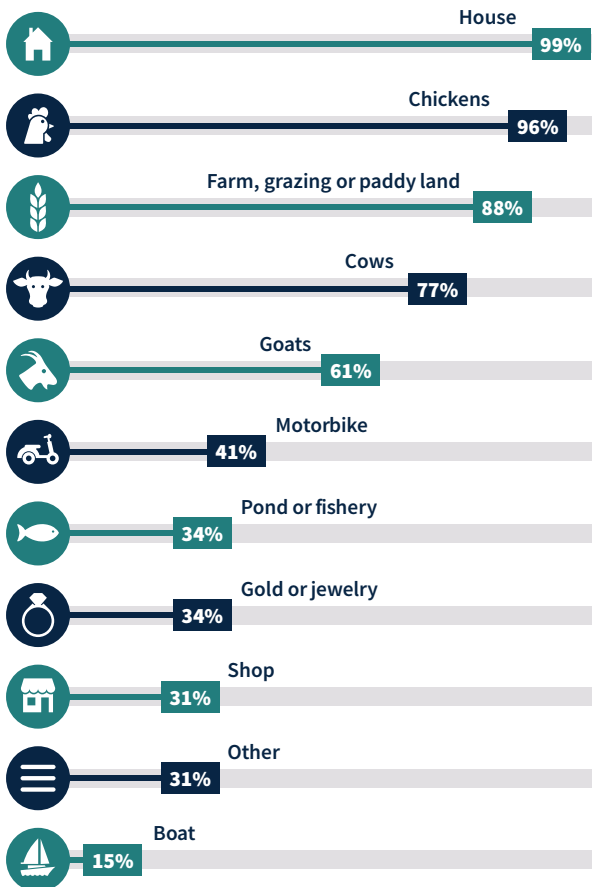 House
99%
Chickens
96%
Farm, grazing or paddy land
88%
Cows
77%
Goats
61%
Motorbike
41%
Pond or fishery
34%
Gold or jewelry
34%
Shop
31%
Other
31%
Boat
15%